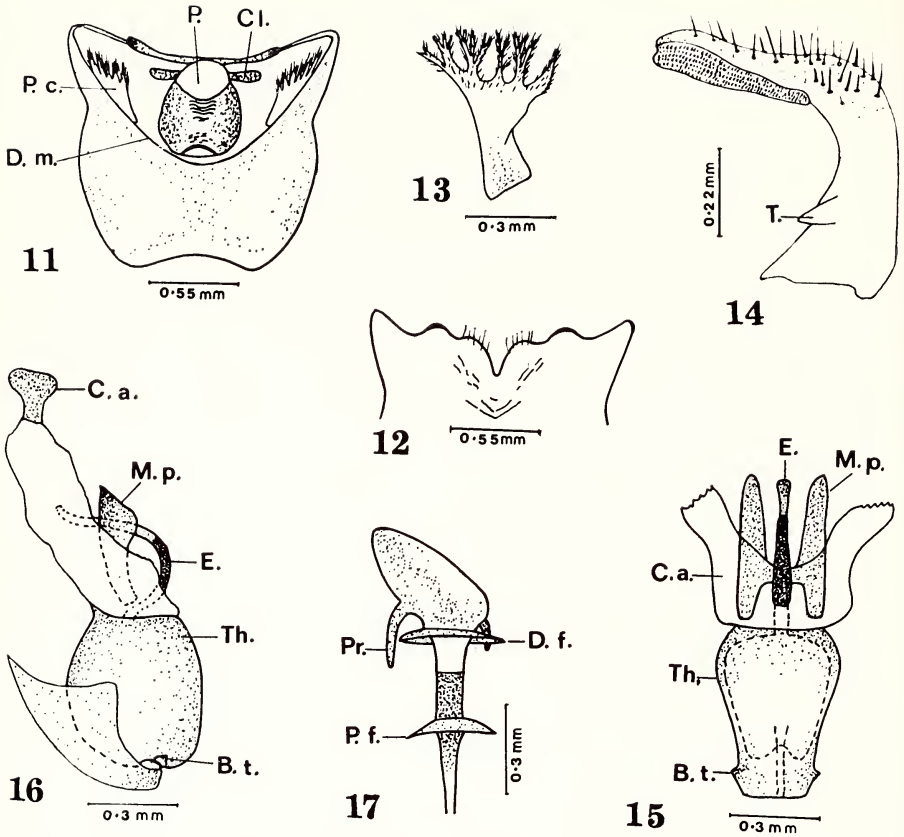 P.
Cl.
P. c.
D. m.
11
0·55 mm
13
0·3 mm
0·22 mm
T.
14
12
0·55mm
C. a.
M. p.
E.
Th.
B. t.
16
0·3 mm
Pr.
D. f.
P. f.
0·3 mm
17
E.
M. p.
C. a.
Th.
B. t.
15
0·3 mm